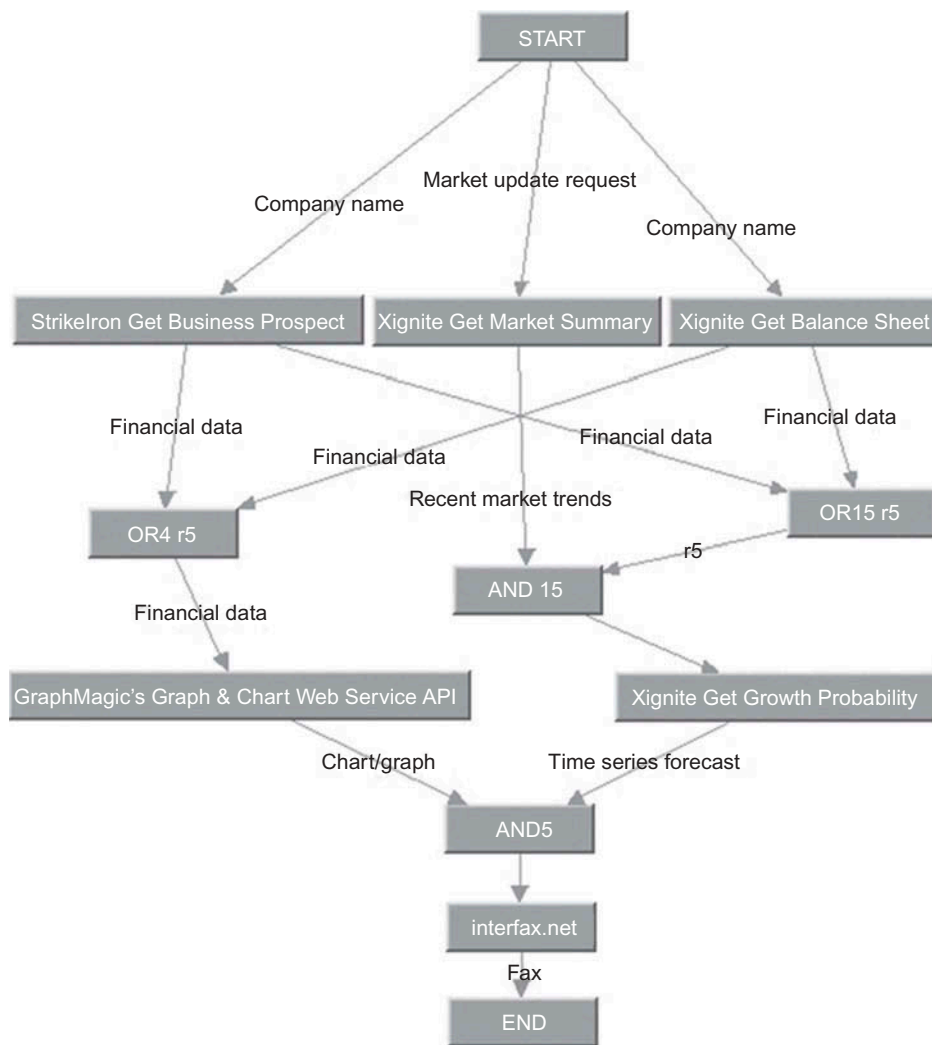 START
Market update request
Company name
Company name
StrikeIron Get Business Prospect
Xignite Get Market Summary
Xignite Get Balance Sheet
Financial data
Financial data
Financial data
Financial data
Recent market trends
OR4 r5
OR15 r5
r5
AND 15
Financial data
GraphMagic’s Graph & Chart Web Service API
Xignite Get Growth Probability
Chart/graph
Time series forecast
AND5
interfax.net
Fax
END